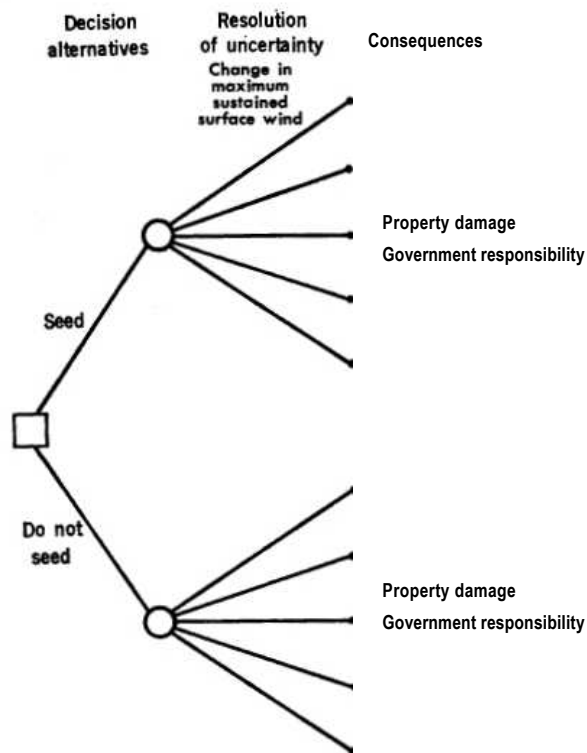 Decision
alternatives
Resolution
of uncertainty
Change in
maximum
sustained
surface wind
Consequences
Property damage
Government responsibility
Seed
Do not
seed
Property damage
Government responsibility